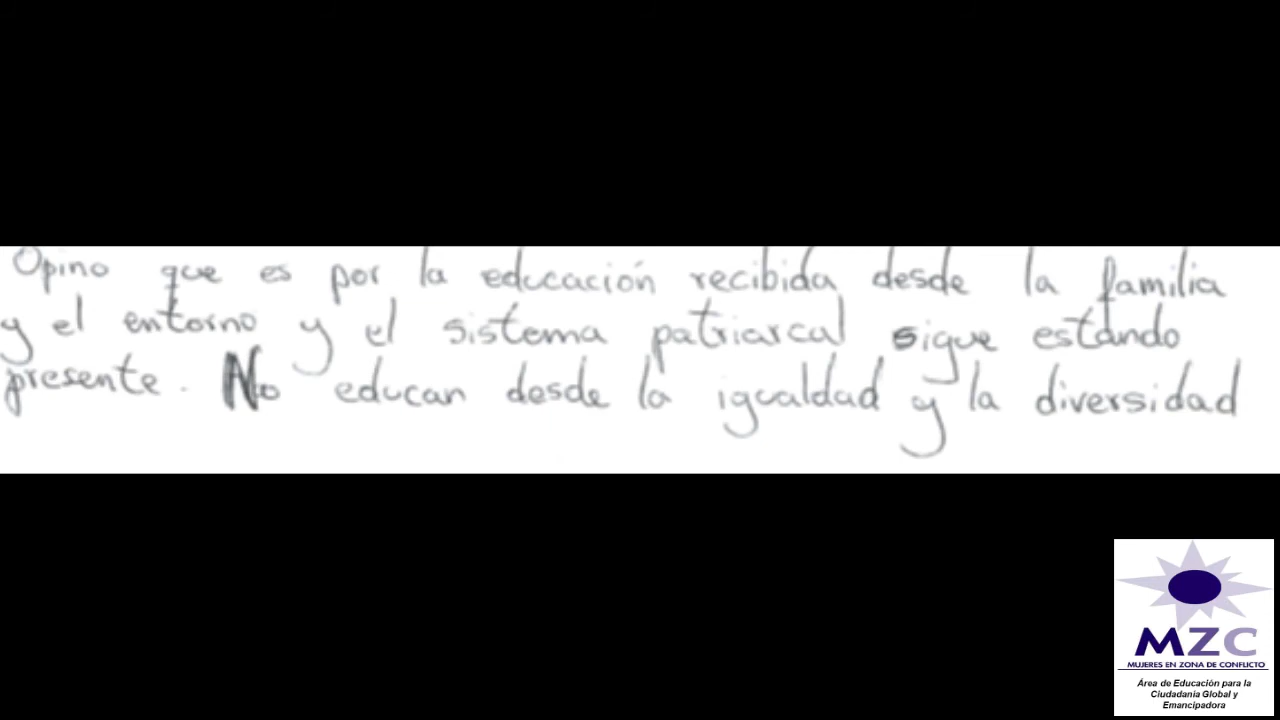 Opino que es por la educación recibida desde la familia
y el entorno y el sistema patriarcal sigue estando
presente. No educan desde la igualdad y la diversidad
MZC
MUJERES EN ZONA DE CONFLICTO
Área de Educación para la
Ciudadanía Global y
Emancipadora